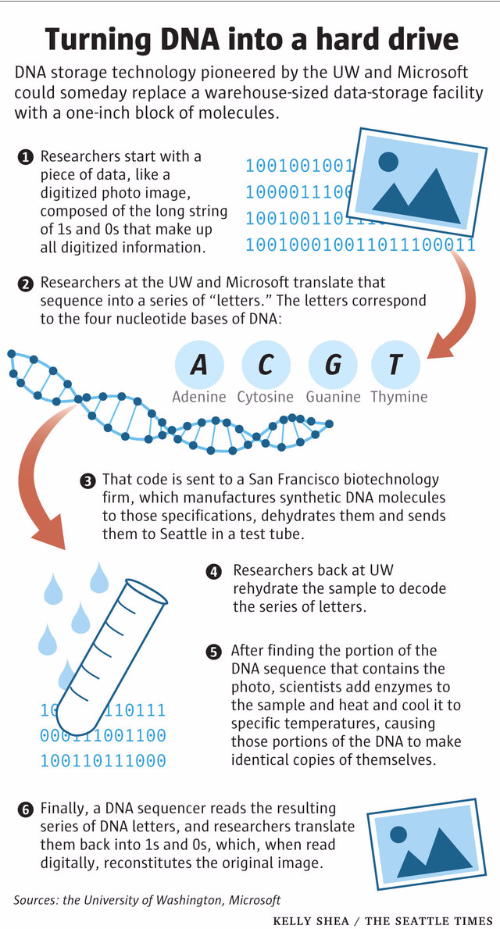 Turning DNA into a hard drive
DNA storage technology pioneered by the UW and Microsoft
could someday replace a warehouse-sized data-storage facility
with a one-inch block of molecules.
1 Researchers start with a
piece of data, like a
digitized photo image,
composed of the long string
of 1s and 0s that make up
all digitized information.
1001001001
1000011100
100100110111
10010001001101110011
2 Researchers at the UW and Microsoft translate that
sequence into a series of “letters.” The letters correspond
to the four nucleotide bases of DNA:
A C G T
Adenine Cytosine Guanine Thymine
3 That code is sent to a San Francisco biotechnology
firm, which manufactures synthetic DNA molecules
to those specifications, dehydrates them and sends
them to Seattle in a test tube.
4 Researchers back at UW
rehydrate the sample to decode
the series of letters.
5 After finding the portion of the
DNA sequence that contains the
photo, scientists add enzymes to
the sample and heat and cool it to
specific temperatures, causing
those portions of the DNA to make
identical copies of themselves.
10 110111
000111001100
100110111000
6 Finally, a DNA sequencer reads the resulting
series of DNA letters, and researchers translate
them back into 1s and 0s, which, when read
digitally, reconstitutes the original image.
Sources: the University of Washington, Microsoft
KELLY SHEA / THE SEATTLE TIMES